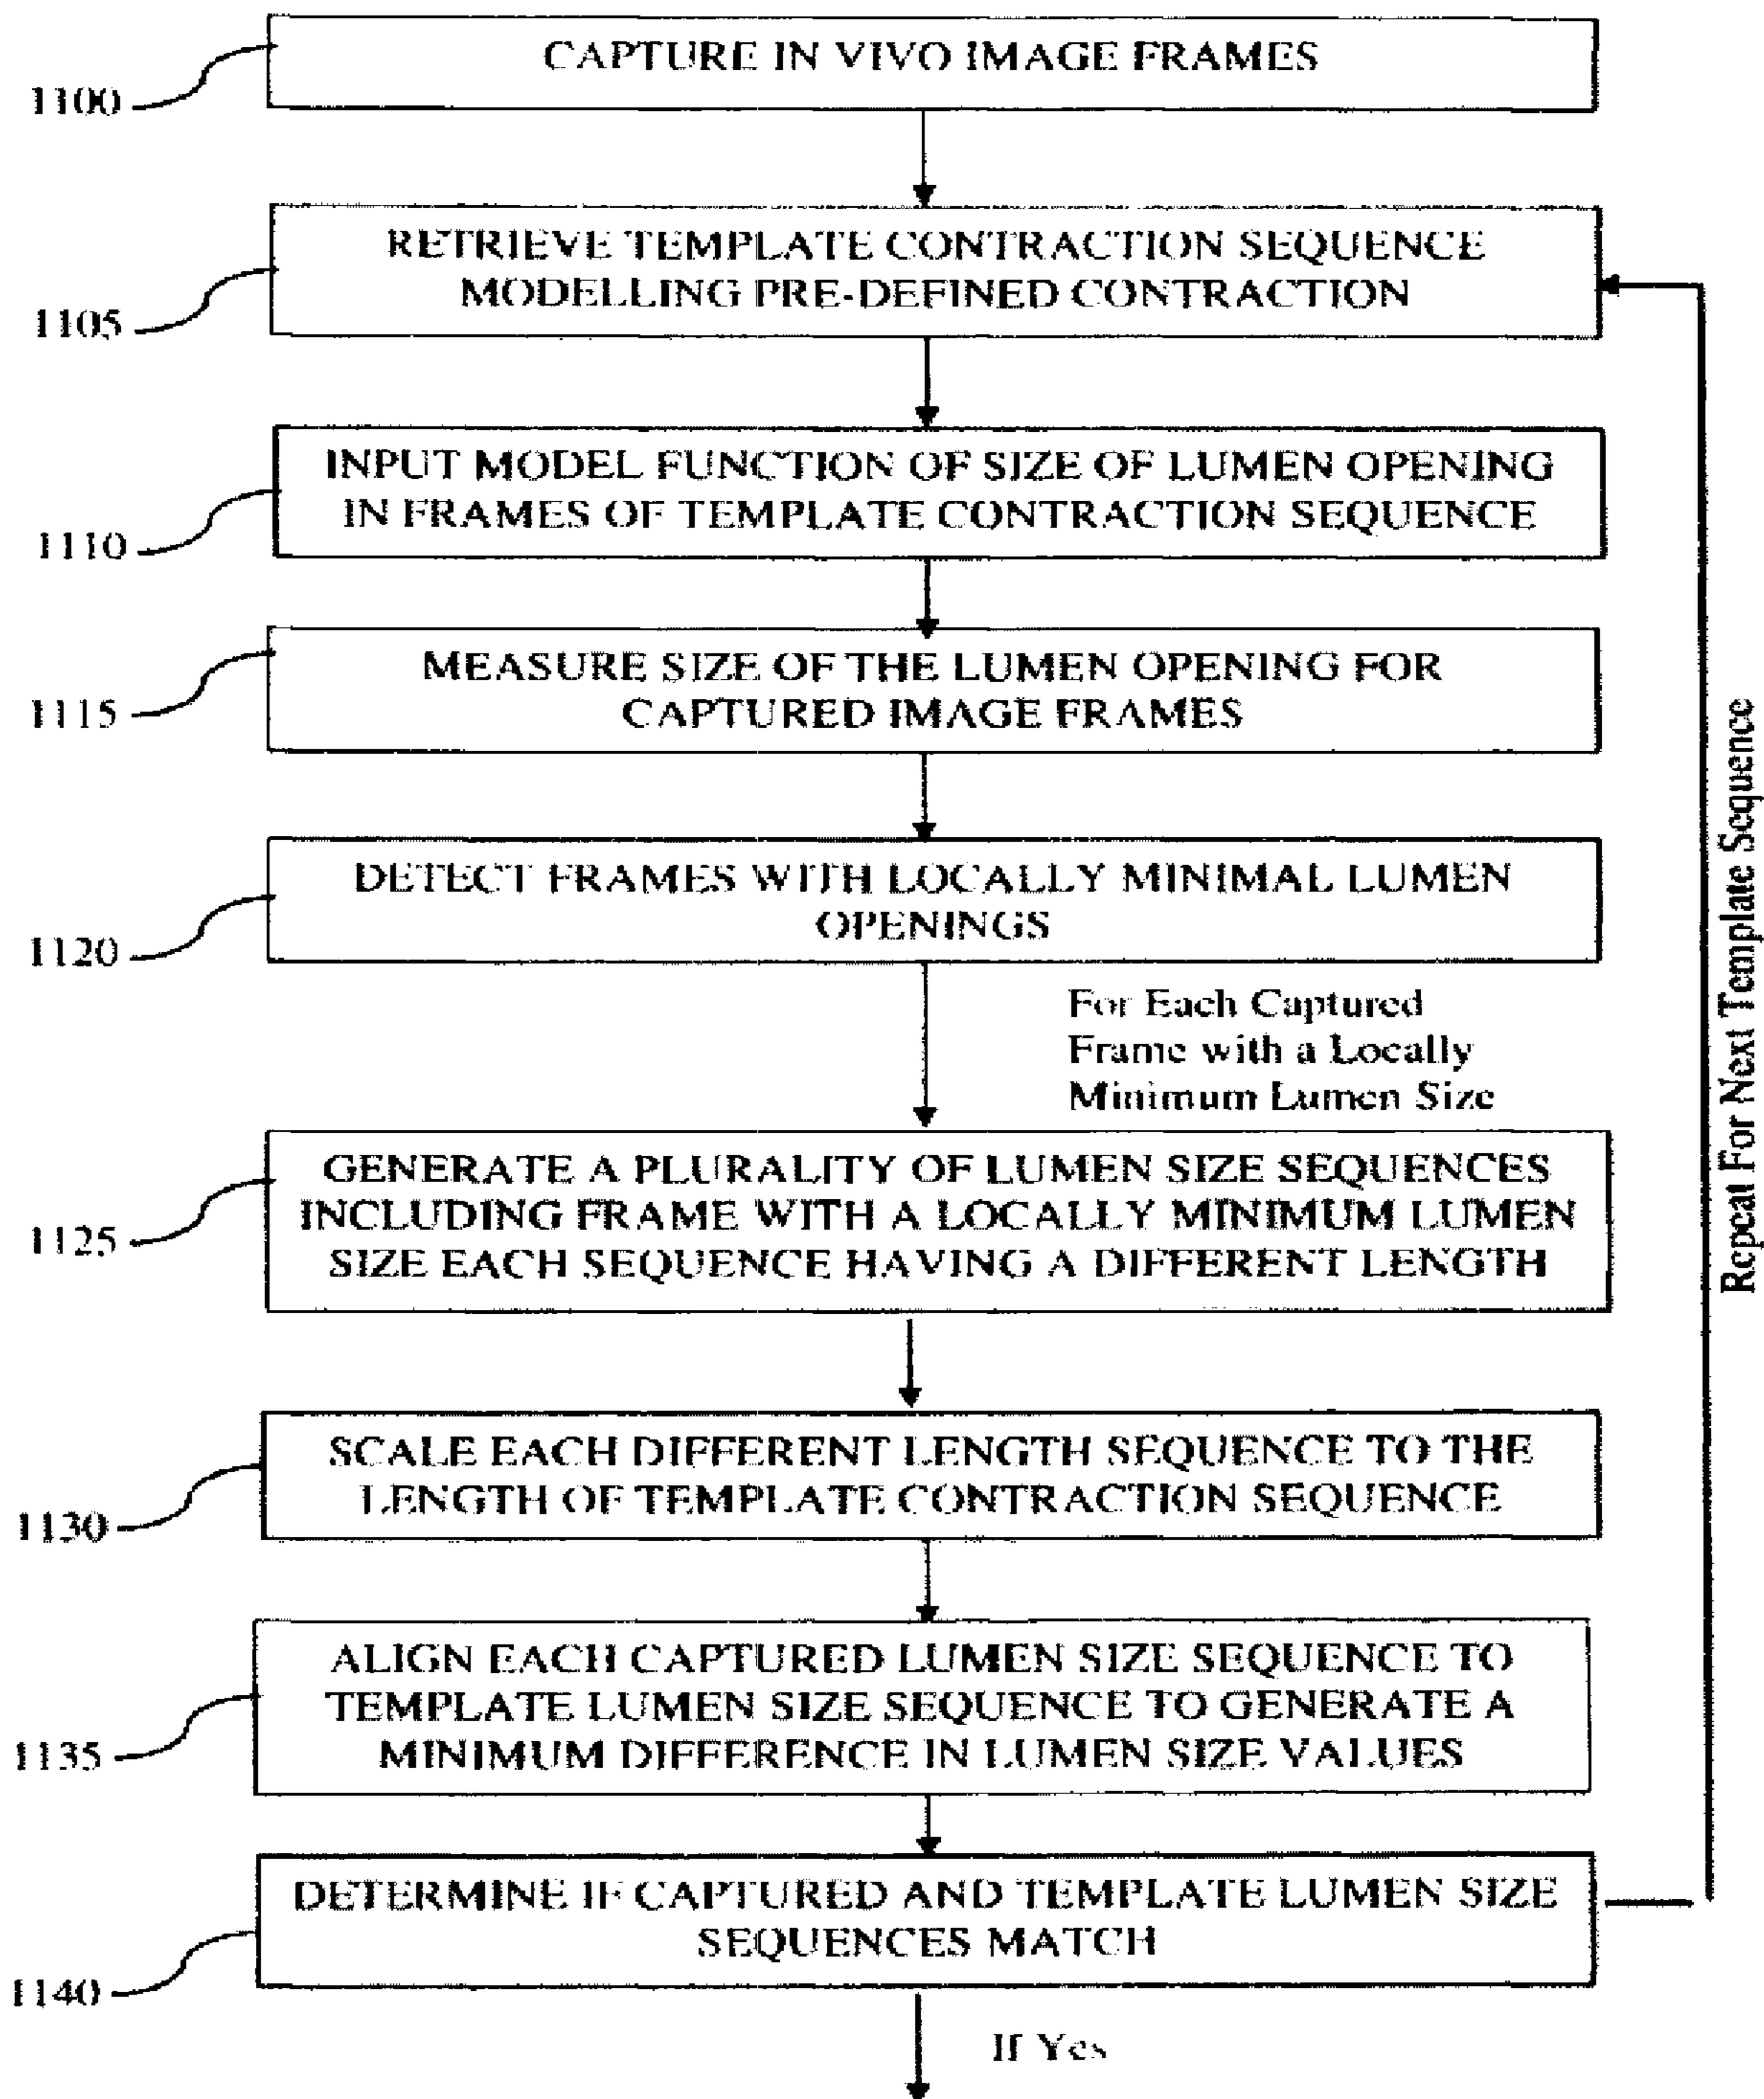 CAPTURE IN VIVO IMAGE FRAMES
1100
RETRIEVE TEMPLATE CONTRACTION SEQUENCE
MODELLING PRE-DEFINED CONTRACTION
1105
INPUT MODEL FUNCTION OF SIZE OF LUMEN OPENING
IN FRAMES OF TEMPLATE CONTRACTION SEQUENCE
1110
MEASURE SIZE OF THE LUMEN OPENING FOR
CAPTURED IMAGE FRAMES
1115
DETECT FRAMES WITH LOCALLY MINIMAL LUMEN
OPENINGS
1120
For Each Captured
Frame with a Locally
Minimum Lumen Size
GENERATE A PLURALITY OF LUMEN SIZE SEQUENCES
INCLUDING FRAME WITH A LOCALLY MINIMUM LUMEN
SIZE EACH SEQUENCE HAVING A DIFFERENT LENGTH
1125
SCALE EACH DIFFERENT LENGTH SEQUENCE TO THE
LENGTH OF TEMPLATE CONTRACTION SEQUENCE
1130
ALIGN EACH CAPTURED LUMEN SIZE SEQUENCE TO
TEMPLATE LUMEN SIZE SEQUENCE TO GENERATE A
MINIMUM DIFFERENCE IN LUMEN SIZE VALUES
1135
DETERMINE IF CAPTURED AND TEMPLATE LUMEN SIZE
SEQUENCES MATCH
1140
If Yes
Repeat For Next Template Sequence